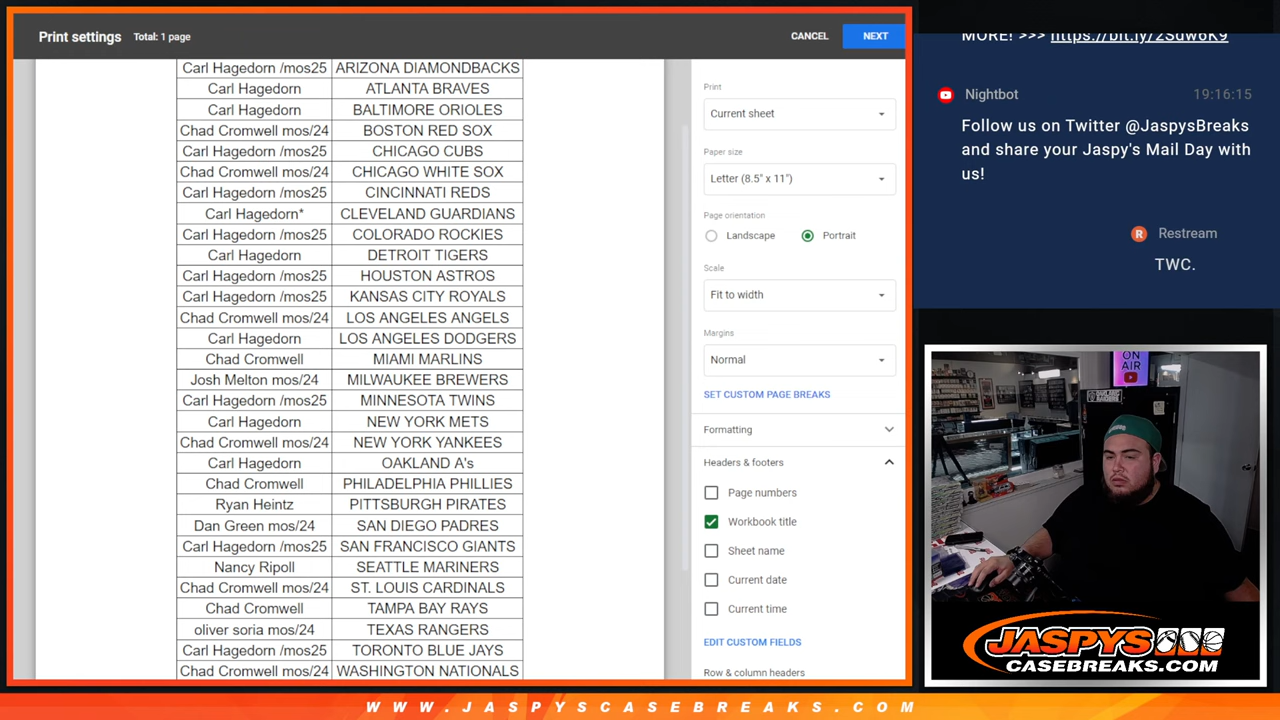 Print settings Total: 1 page
CANCEL NEXT
Carl Hagedorn /mos25 ARIZONA DIAMONDBACKS
Carl Hagedorn ATLANTA BRAVES
Carl Hagedorn BALTIMORE ORIOLES
Chad Cromwell mos/24 BOSTON RED SOX
Carl Hagedorn /mos25 CHICAGO CUBS
Chad Cromwell mos/24 CHICAGO WHITE SOX
Carl Hagedorn /mos25 CINCINNATI REDS
Carl Hagedorn* CLEVELAND GUARDIANS
Carl Hagedorn /mos25 COLORADO ROCKIES
Carl Hagedorn DETROIT TIGERS
Carl Hagedorn /mos25 HOUSTON ASTROS
Carl Hagedorn /mos25 KANSAS CITY ROYALS
Chad Cromwell mos/24 LOS ANGELES ANGELS
Carl Hagedorn LOS ANGELES DODGERS
Chad Cromwell MIAMI MARLINS
Josh Melton mos/24 MILWAUKEE BREWERS
Carl Hagedorn /mos25 MINNESOTA TWINS
Carl Hagedorn NEW YORK METS
Chad Cromwell mos/24 NEW YORK YANKEES
Carl Hagedorn OAKLAND A's
Chad Cromwell PHILADELPHIA PHILLIES
Ryan Heintz PITTSBURGH PIRATES
Dan Green mos/24 SAN DIEGO PADRES
Carl Hagedorn /mos25 SAN FRANCISCO GIANTS
Nancy Ripoll SEATTLE MARINERS
Chad Cromwell mos/24 ST. LOUIS CARDINALS
Chad Cromwell TAMPA BAY RAYS
oliver soria mos/24 TEXAS RANGERS
Carl Hagedorn /mos25 TORONTO BLUE JAYS
Chad Cromwell mos/24 WASHINGTON NATIONALS
Print
Current sheet
Paper size
Letter (8.5" x 11")
Page orientation
Landscape Portrait
Scale
Fit to width
Margins
Normal
SET CUSTOM PAGE BREAKS
Formatting
Headers & footers
Page numbers
Workbook title
Sheet name
Current date
Current time
EDIT CUSTOM FIELDS
Row & column headers
MORE! >>> https://bit.ly/2Sdw6K9
Nightbot 19:16:15
Follow us on Twitter @JaspysBreaks
and share your Jaspy's Mail Day with
us!
R Restream
TWC.
ON
AIR
JASPYS
CASEBREAKS.COM
WWW.JASPYSCASEBREAKS.COM